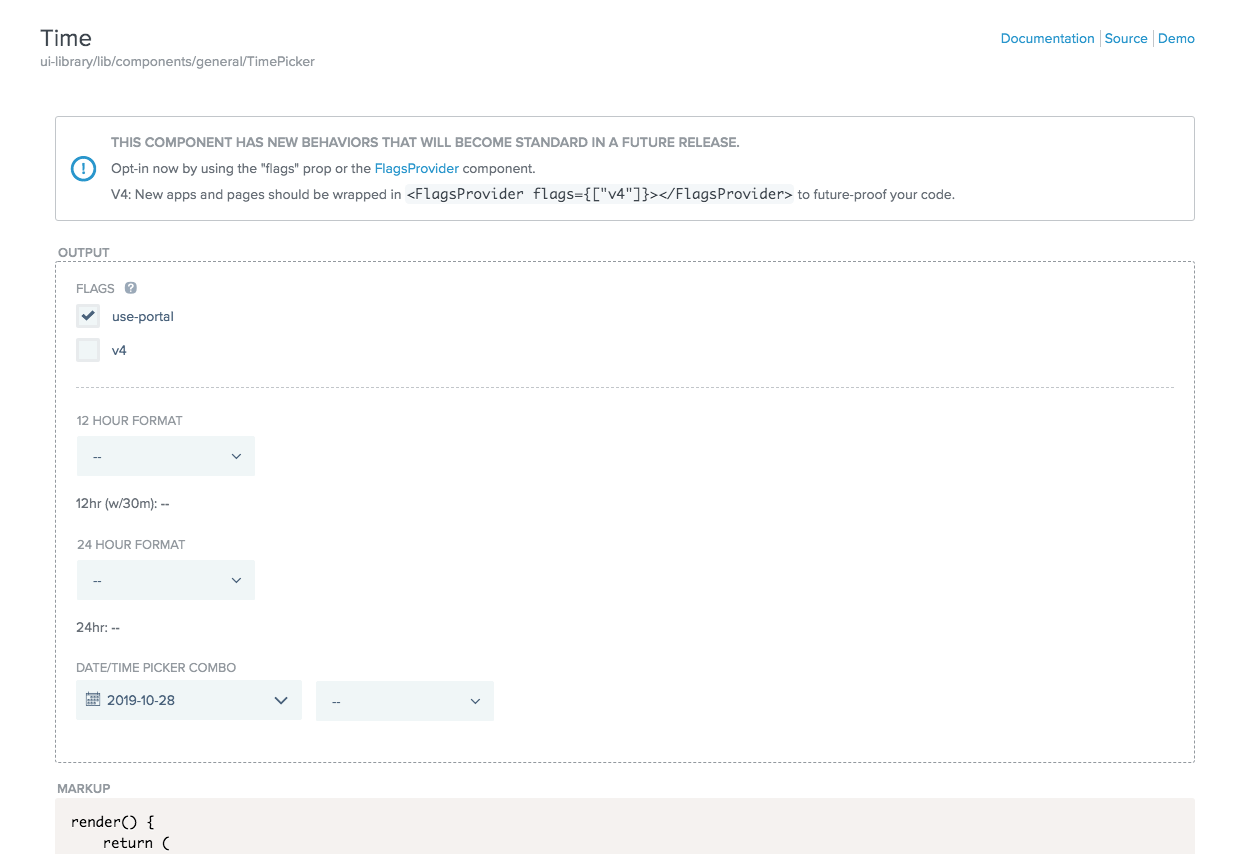 Time
Documentation Source Demo
ui-library/lib/components/general/TimePicker
THIS COMPONENT HAS NEW BEHAVIORS THAT WILL BECOME STANDARD IN A FUTURE RELEASE.
Opt-in now by using the "flags" prop or the FlagsProvider component.
V4: New apps and pages should be wrapped in <FlagsProvider flags={["v4"]}></FlagsProvider> to future-proof your code.
OUTPUT
FLAGS ?
use-portal
v4
12 HOUR FORMAT
--
12hr (w/30m): --
24 HOUR FORMAT
--
24hr: --
DATE/TIME PICKER COMBO
2019-10-28 --
MARKUP
render() {
return (